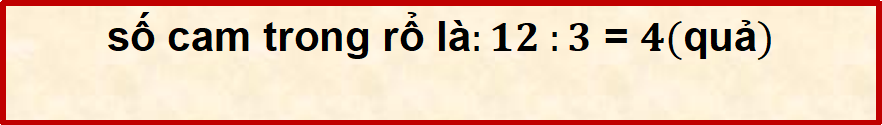 số cam trong rổ là: 12 : 3 = 4(quả)